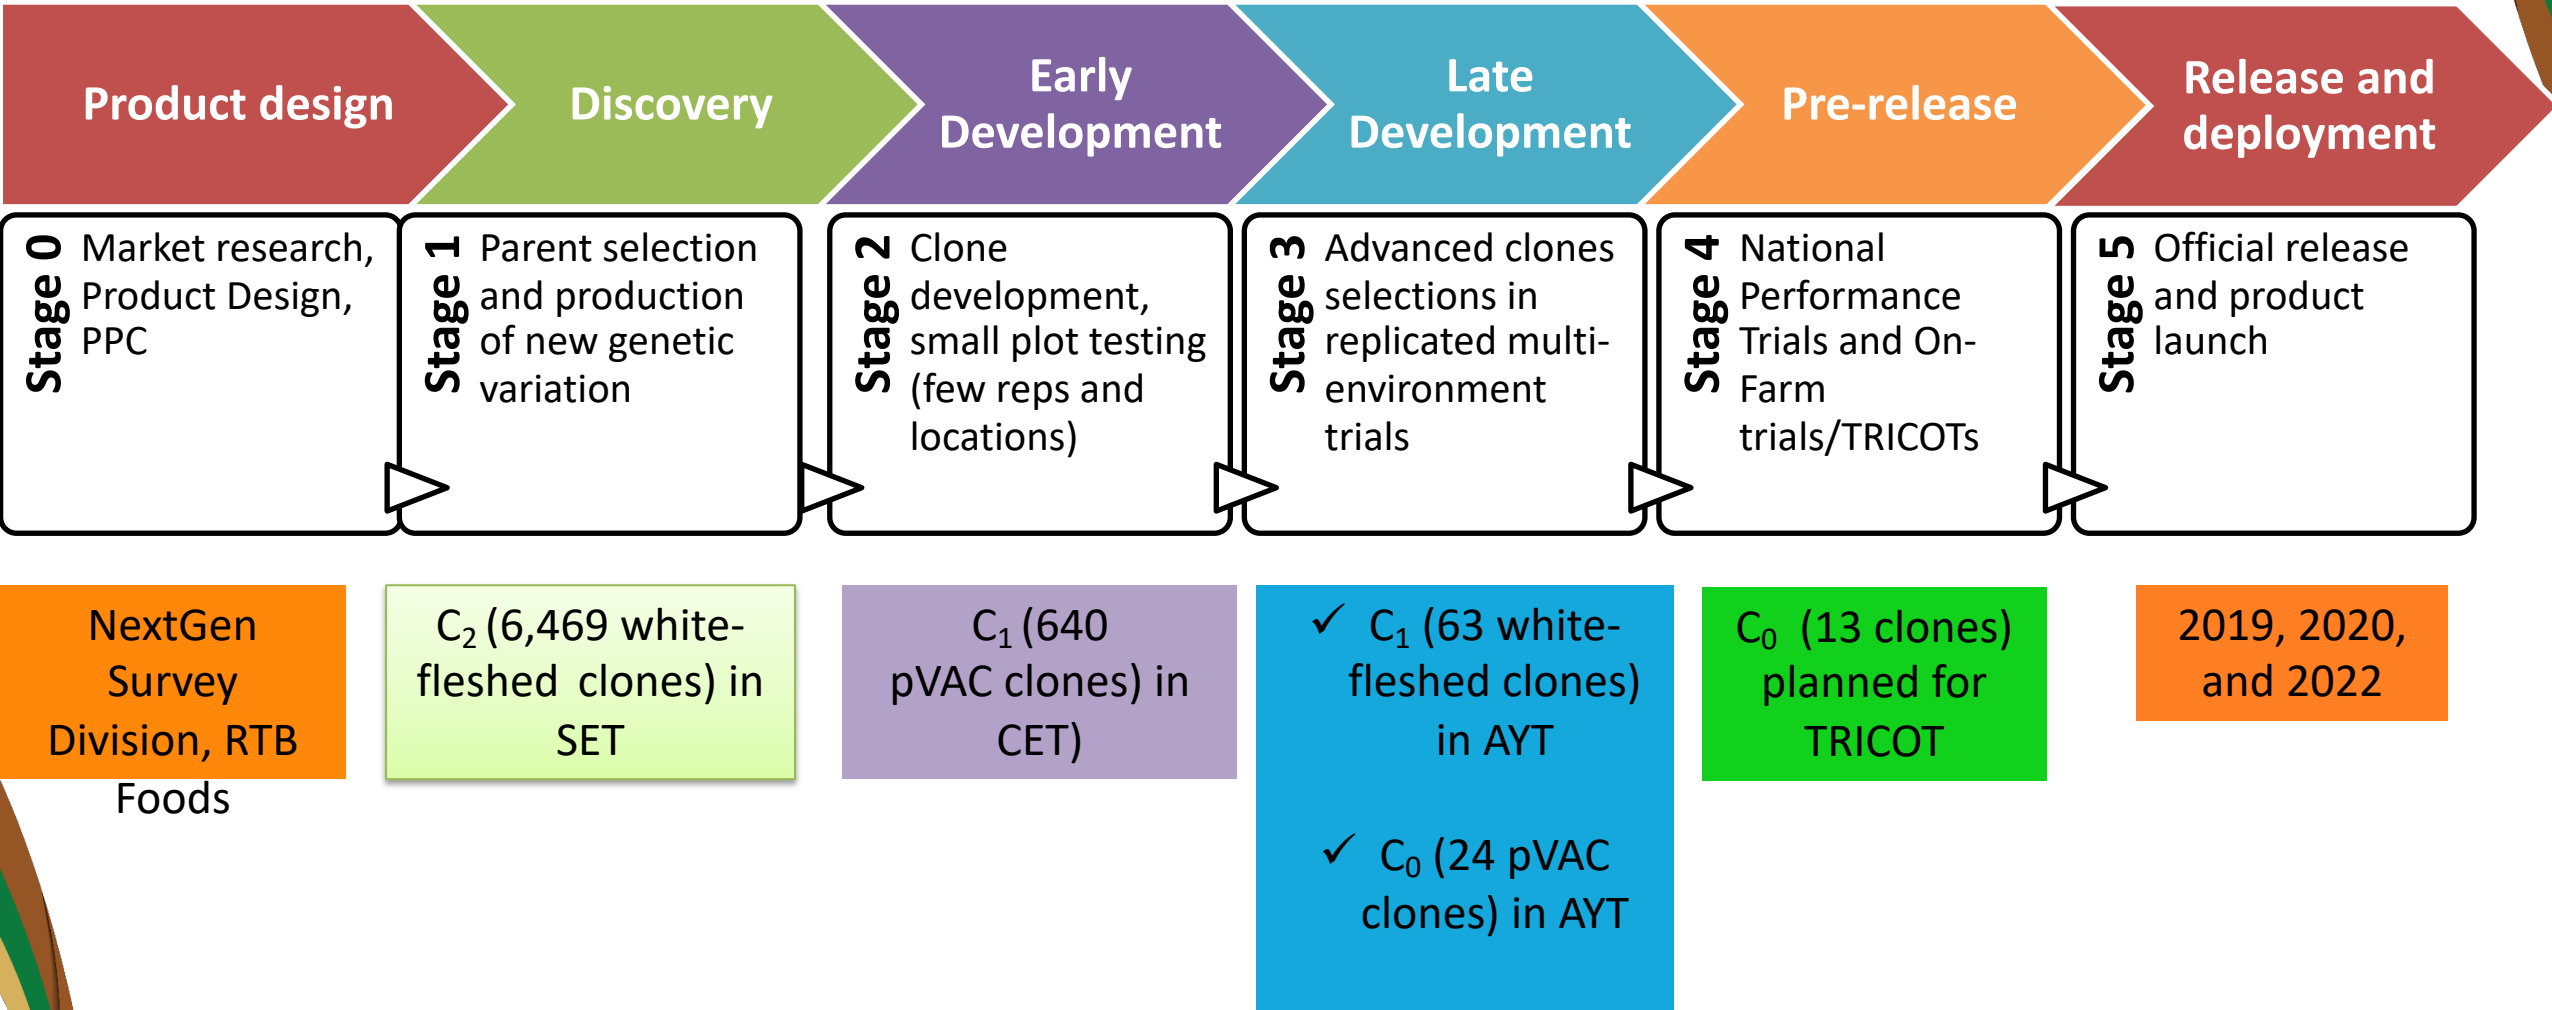 Product design
Discovery
Early
Development
Late
Development
Pre-release
Release and
deployment
Stage 0
Market research,
Product Design,
PPC
Stage 1
Parent selection
and production
of new genetic
variation
Stage 2
Clone
development,
small plot testing
(few reps and
locations)
Stage 3
Advanced clones
selections in
replicated multi-
environment
trials
Stage 4
National
Performance
Trials and On-
Farm
trials/TRICOTs
Stage 5
Official release
and product
launch
NextGen
Survey
Division, RTB
Foods
C₂ (6,469 white-
fleshed clones) in
SET
C₁ (640
pVAC clones) in
CET)
✓ C₁ (63 white-
fleshed clones)
in AYT
✓ C₀ (24 pVAC
clones) in AYT
C₀ (13 clones)
planned for
TRICOT
2019, 2020,
and 2022